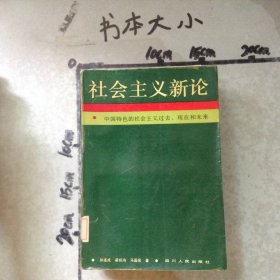 书本大小
10cm 15cm 20cm
10cm
15cm
20cm
社会主义新论
中国特色的社会主义过去、现在和未来
四川人民出版社